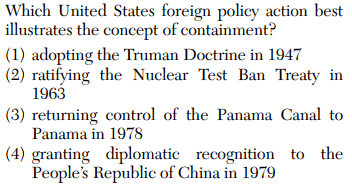 Which United States foreign policy action best
illustrates the concept of containment?
(1) adopting the Truman Doctrine in 1947
(2) ratifying the Nuclear Test Ban Treaty in
1963
(3) returning control of the Panama Canal to
Panama in 1978
(4) granting diplomatic recognition to the
People's Republic of China in 1979